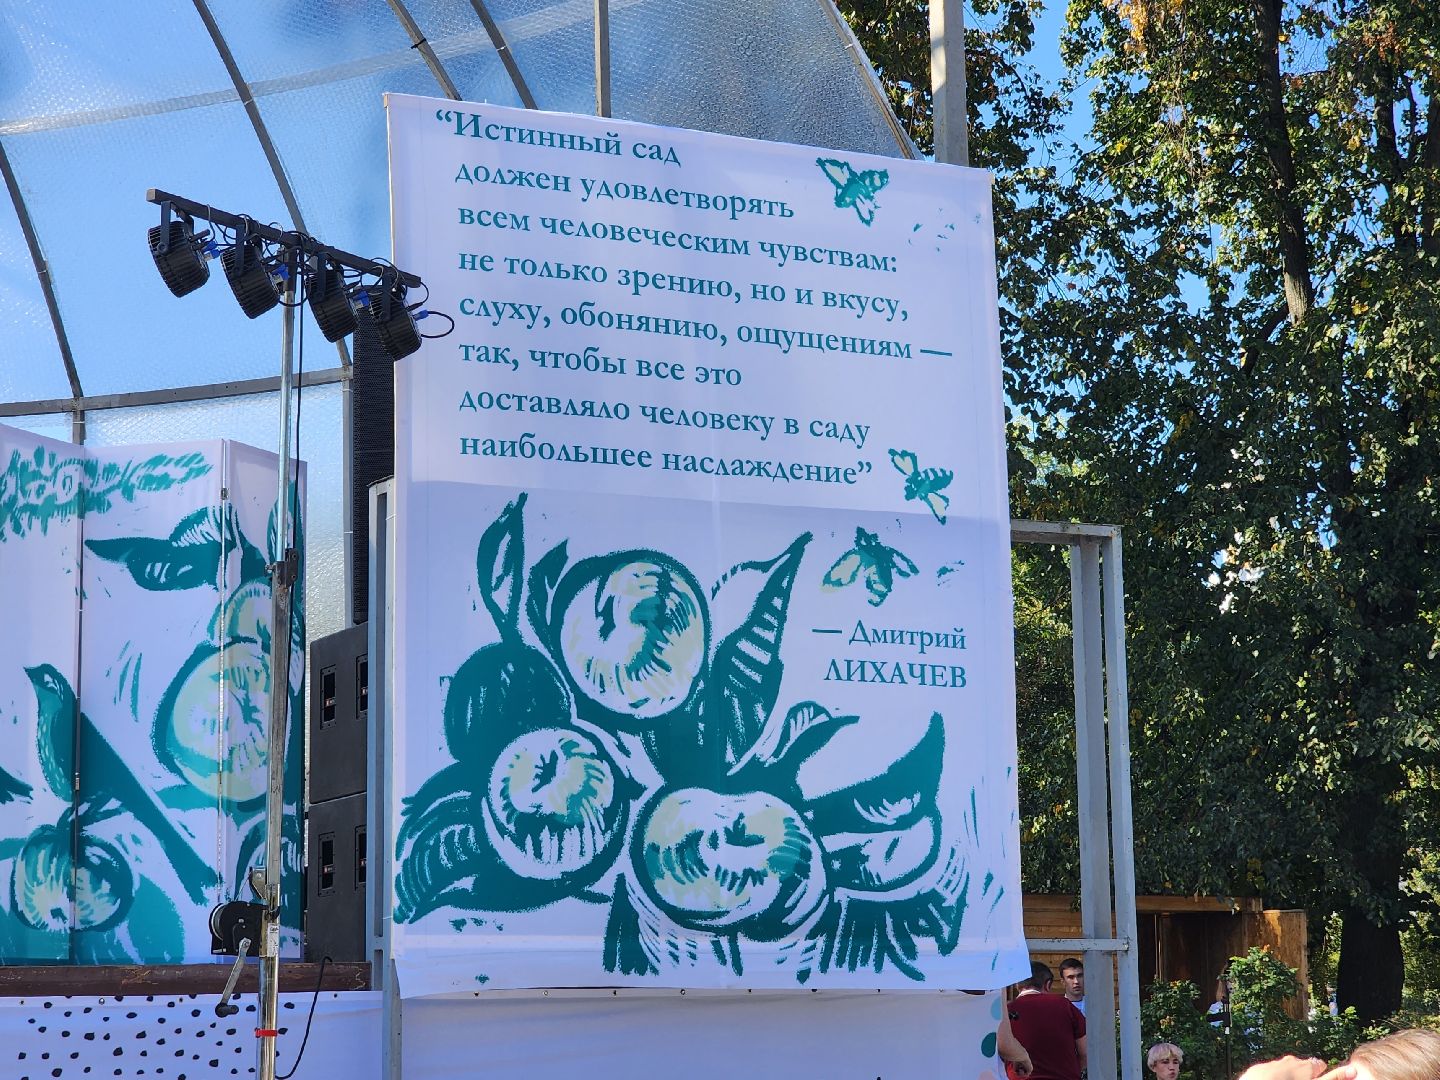 “Истинный сад
должен удовлетворять
всем человеческим чувствам:
не только зрению, но и вкусу,
слуху, обонянию, ощущениям —
так, чтобы все это
доставляло человеку в саду
наибольшее наслаждение”
— Дмитрий
ЛИХАЧЕВ